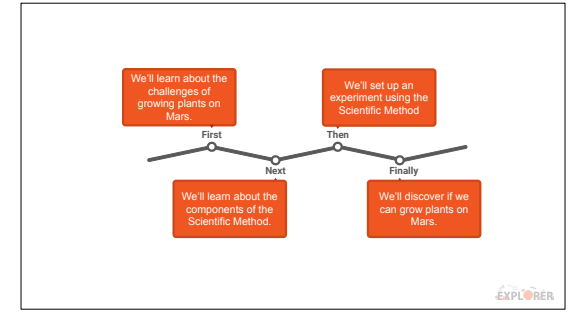 We'll learn about the
challenges of
growing plants on
Mars.
First
Next
We'll learn about the
components of the
Scientific Method.
We'll set up an
experiment using the
Scientific Method
Then
Finally
We'll discover if we
can grow plants on
Mars.
EXPLORER